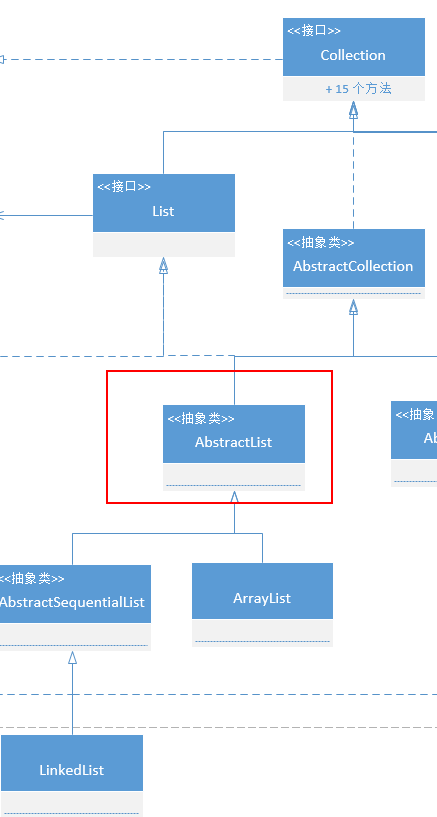 <<接口>>
Collection
+ 15 个方法
<<接口>>
List
<<抽象类>>
AbstractCollection
<<抽象类>>
AbstractList
<<抽象
Ab
<<抽象类>>
AbstractSequentialList
ArrayList
LinkedList